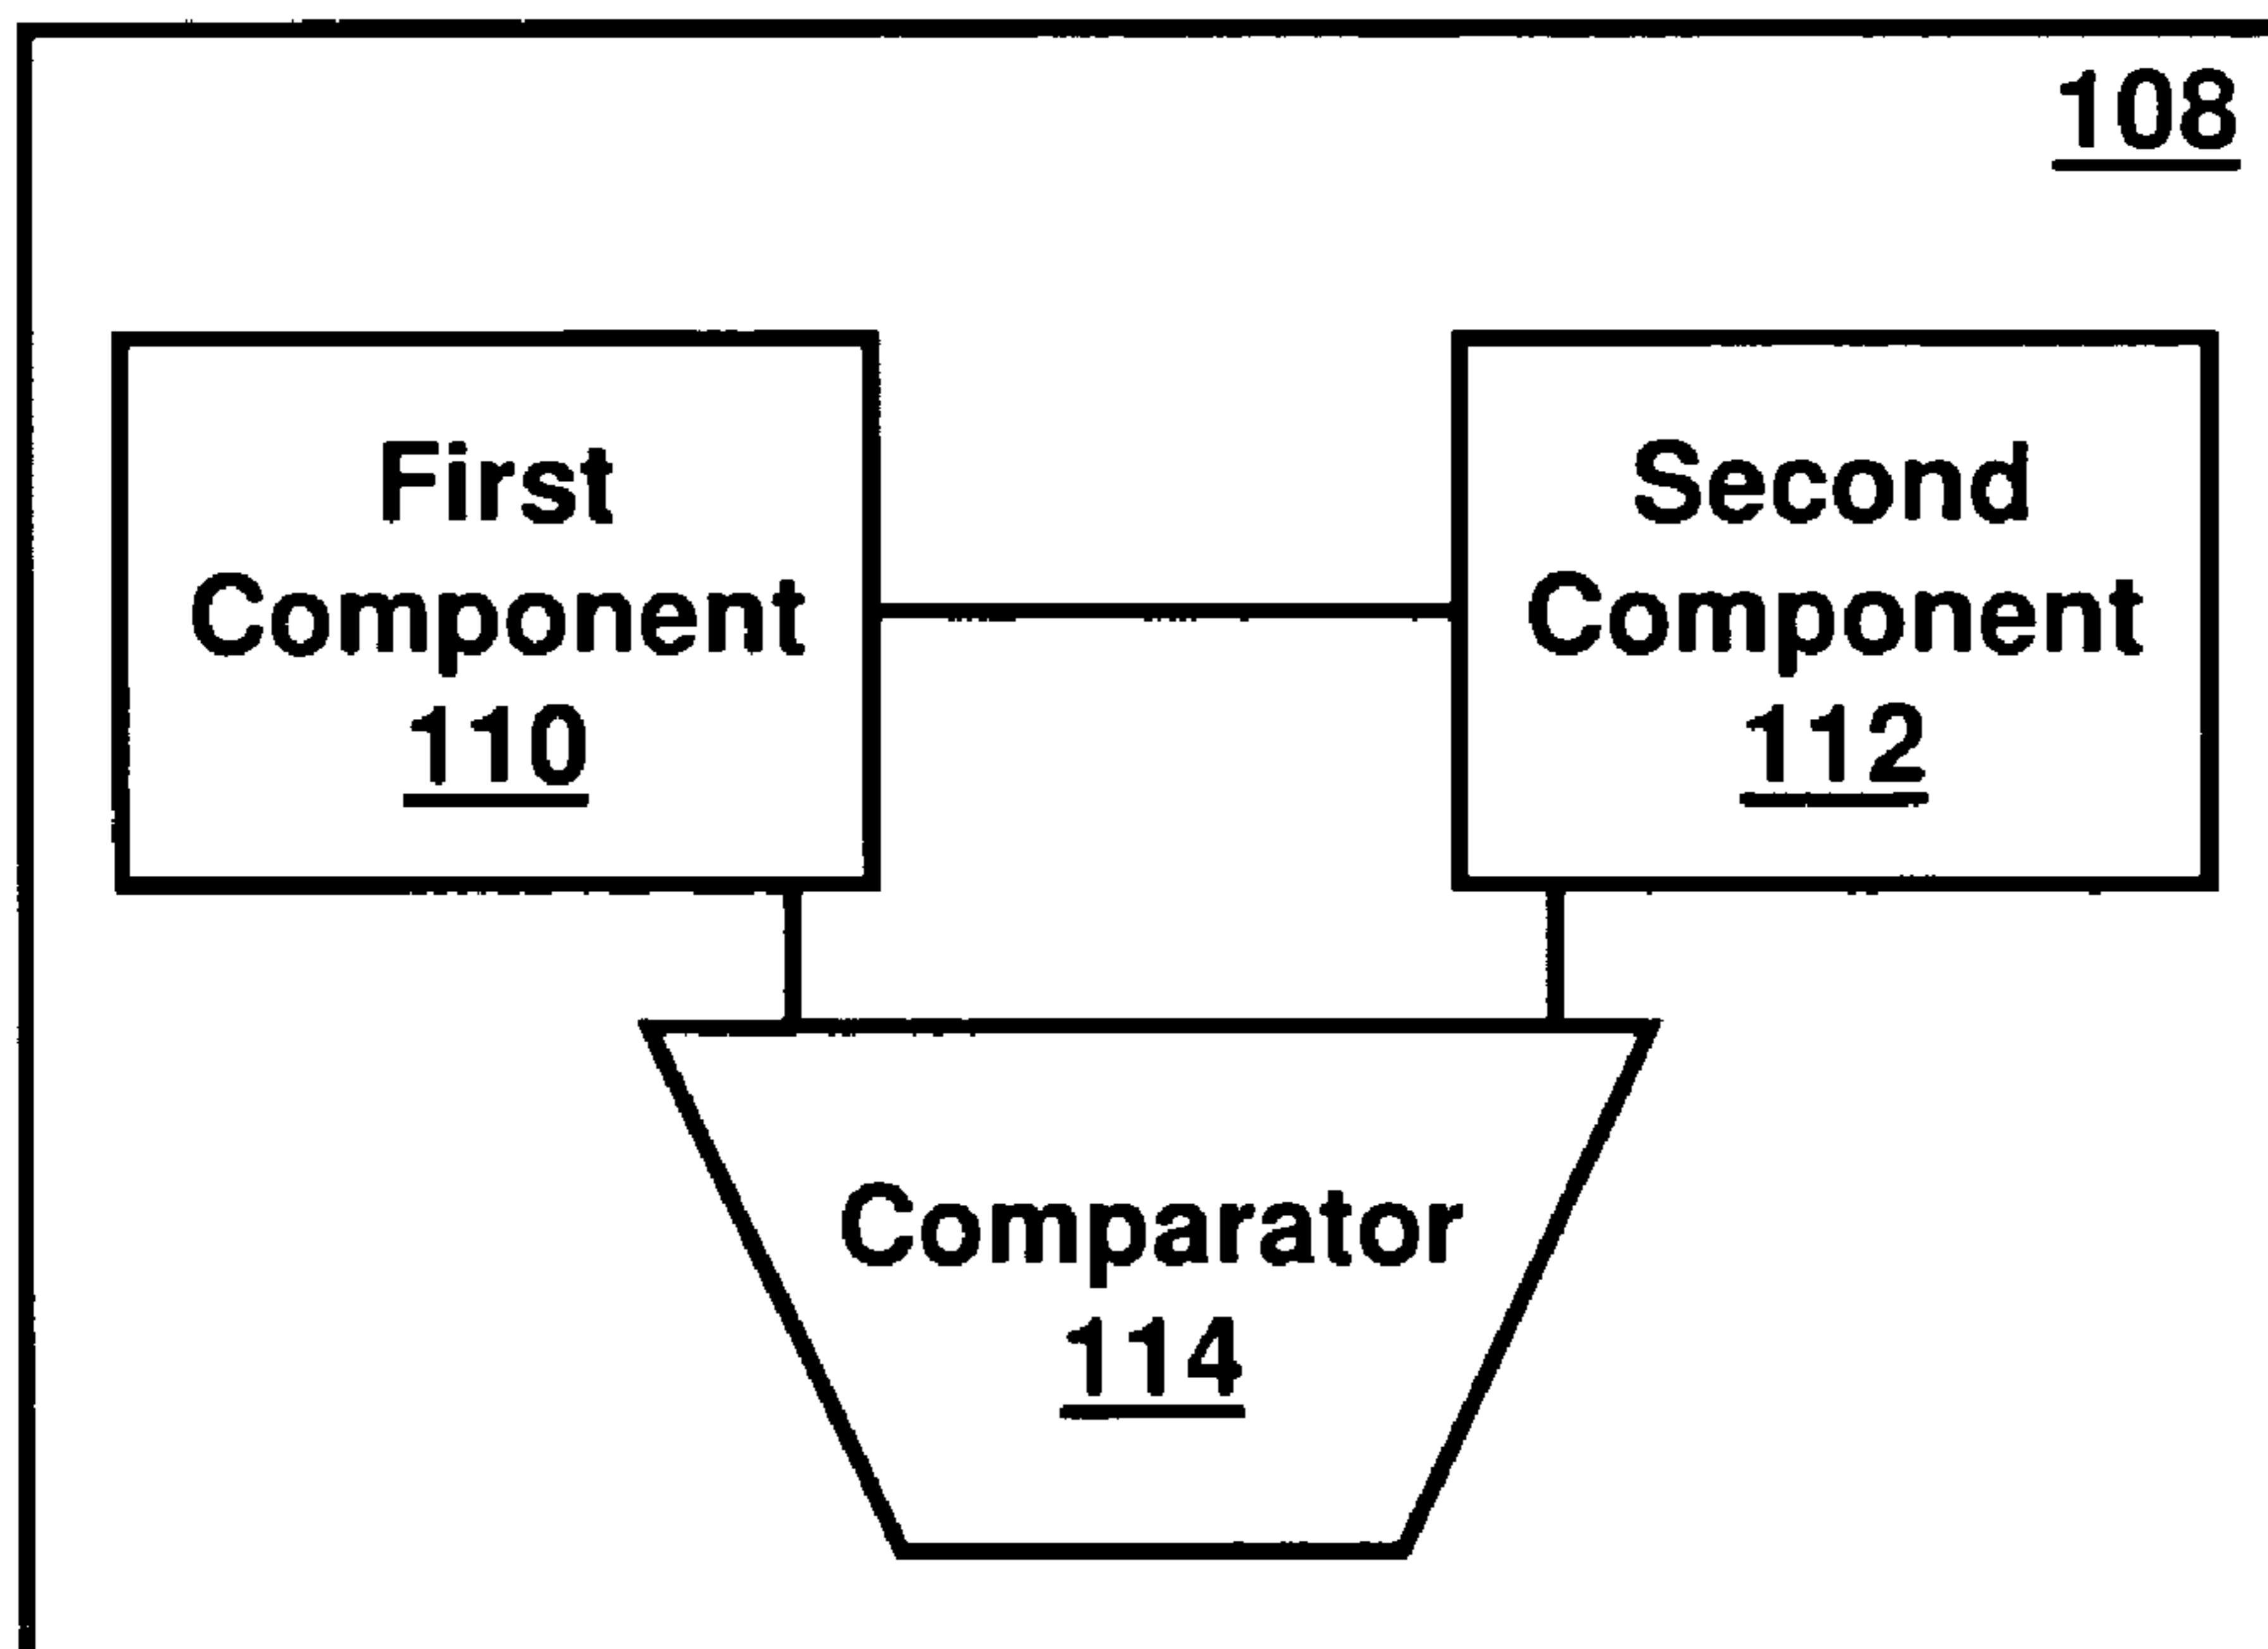 108
First
Component
110
Second
Component
112
Comparator
114